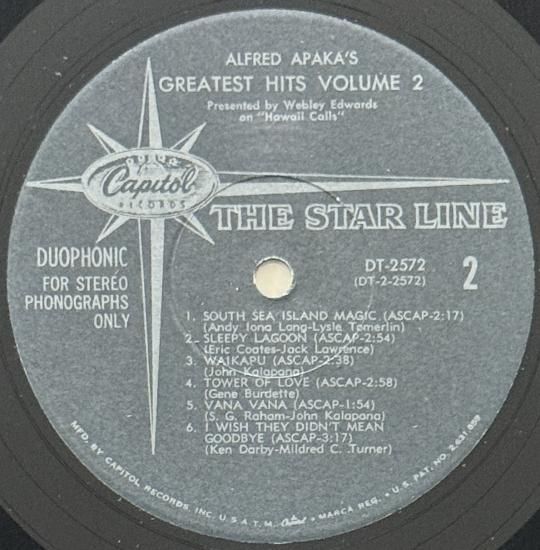 ALFRED APAKA'S
GREATEST HITS VOLUME 2
Presented by Webley Edwards
on "Hawaii Calls"
Capitol
RECORDS
THE STAR LINE
DUOPHONIC
FOR STEREO
PHONOGRAPHS
ONLY
DT-2572
(DT-2-2572)
2
1. SOUTH SEA ISLAND MAGIC (ASCAP-2:17)
(Andy Iona Lang-Lysle Tomerlin)
2. SLEEPY LAGOON (ASCAP-2:54)
(Eric Coates-Jack Lawrence)
3. WAIKAPU (ASCAP-2:38)
(John Kalapana)
4. TOWER OF LOVE (ASCAP-2:58)
(Gene Burdette)
5. VANA VANA (ASCAP-1:54)
(S. G. Raham-John Kalapana)
6. I WISH THEY DIDN'T MEAN
GOODBYE (ASCAP-3:17)
(Ken Darby-Mildred C. Turner)
MFD. BY CAPITOL RECORDS, INC. U.S.A. T.M. Capitol • MARCA REG. • U.S. PAT. NO. 2,631,859